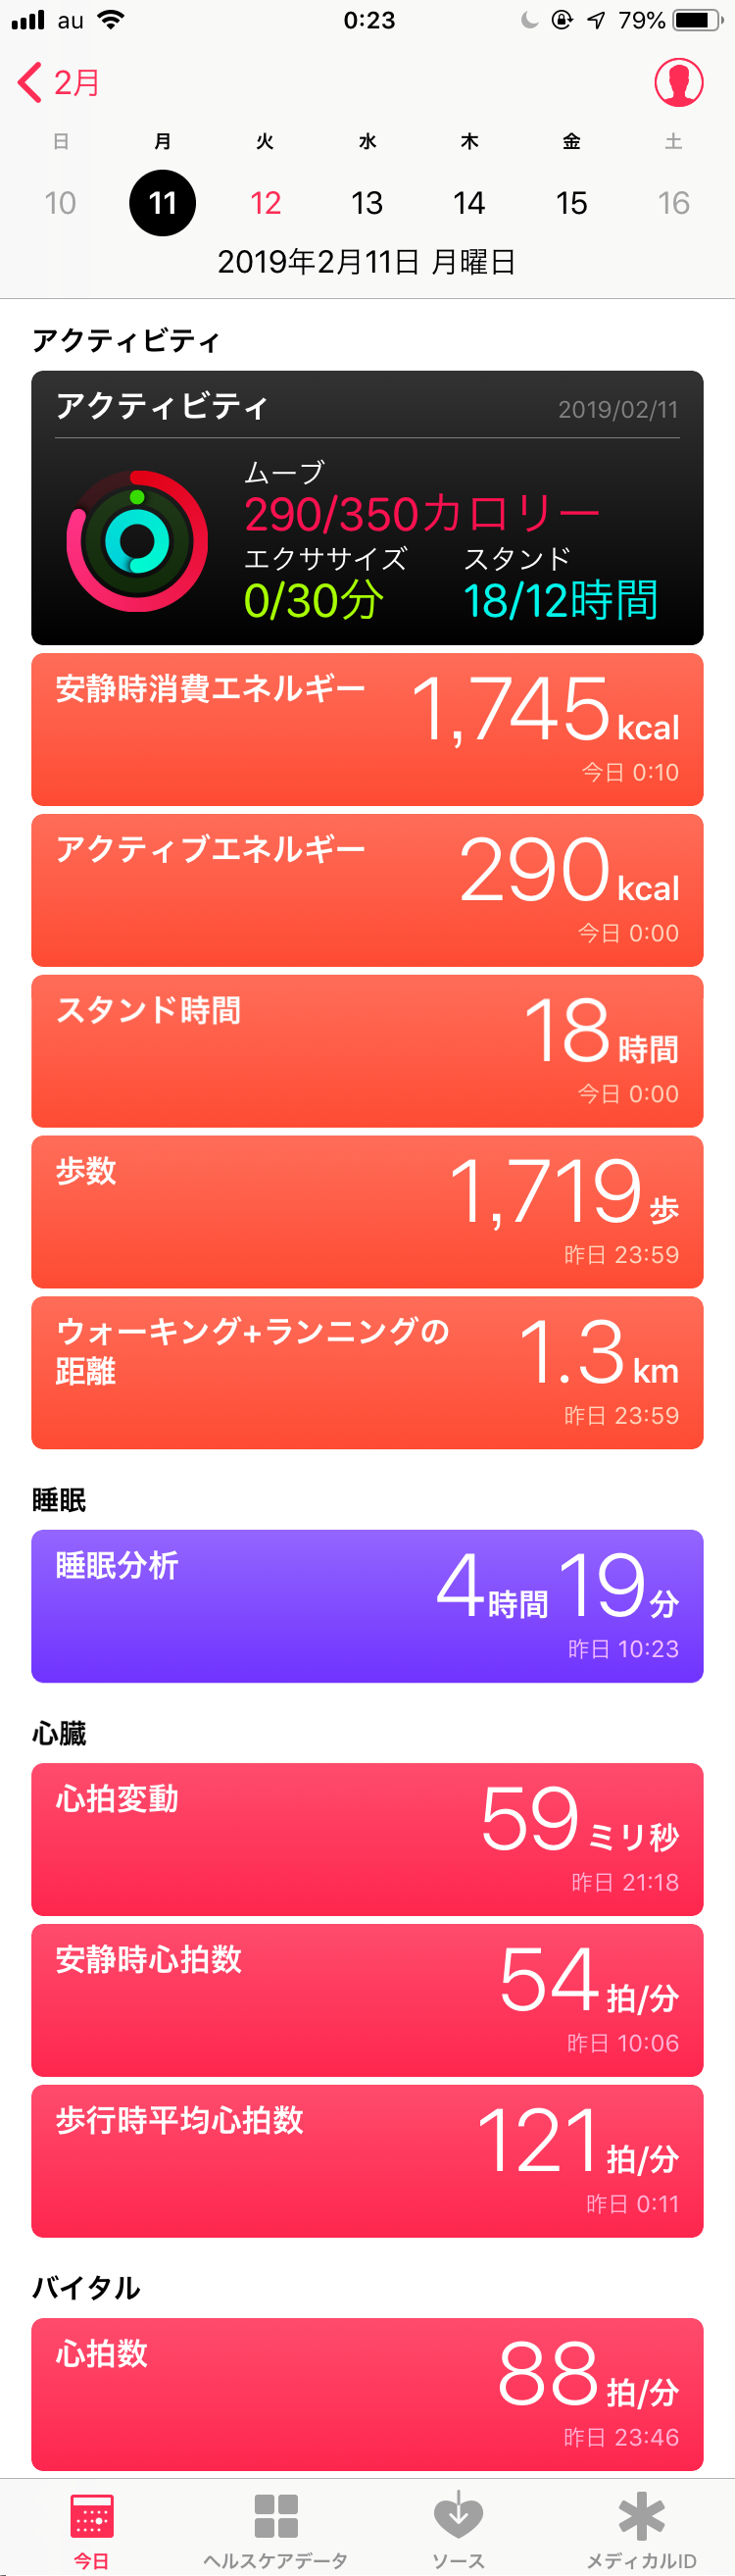 au 0:23 79%
2月
日 月 火 水 木 金 土
10 11 12 13 14 15 16
2019年2月11日 月曜日
アクティビティ
アクティビティ 2019/02/11
ムーブ
290/350カロリー
エクササイズ スタンド
0/30分 18/12時間
安静時消費エネルギー 1,745 kcal
今日 0:10
アクティブエネルギー 290 kcal
今日 0:00
スタンド時間 18 時間
今日 0:00
歩数 1,719 歩
昨日 23:59
ウォーキング+ランニングの
距離 1.3 km
昨日 23:59
睡眠
睡眠分析 4時間 19分
昨日 10:23
心臓
心拍変動 59 ミリ秒
昨日 21:18
安静時心拍数 54 拍/分
昨日 10:06
歩行時平均心拍数 121 拍/分
昨日 0:11
バイタル
心拍数 88 拍/分
昨日 23:46
今日 ヘルスケアデータ ソース メディカルID